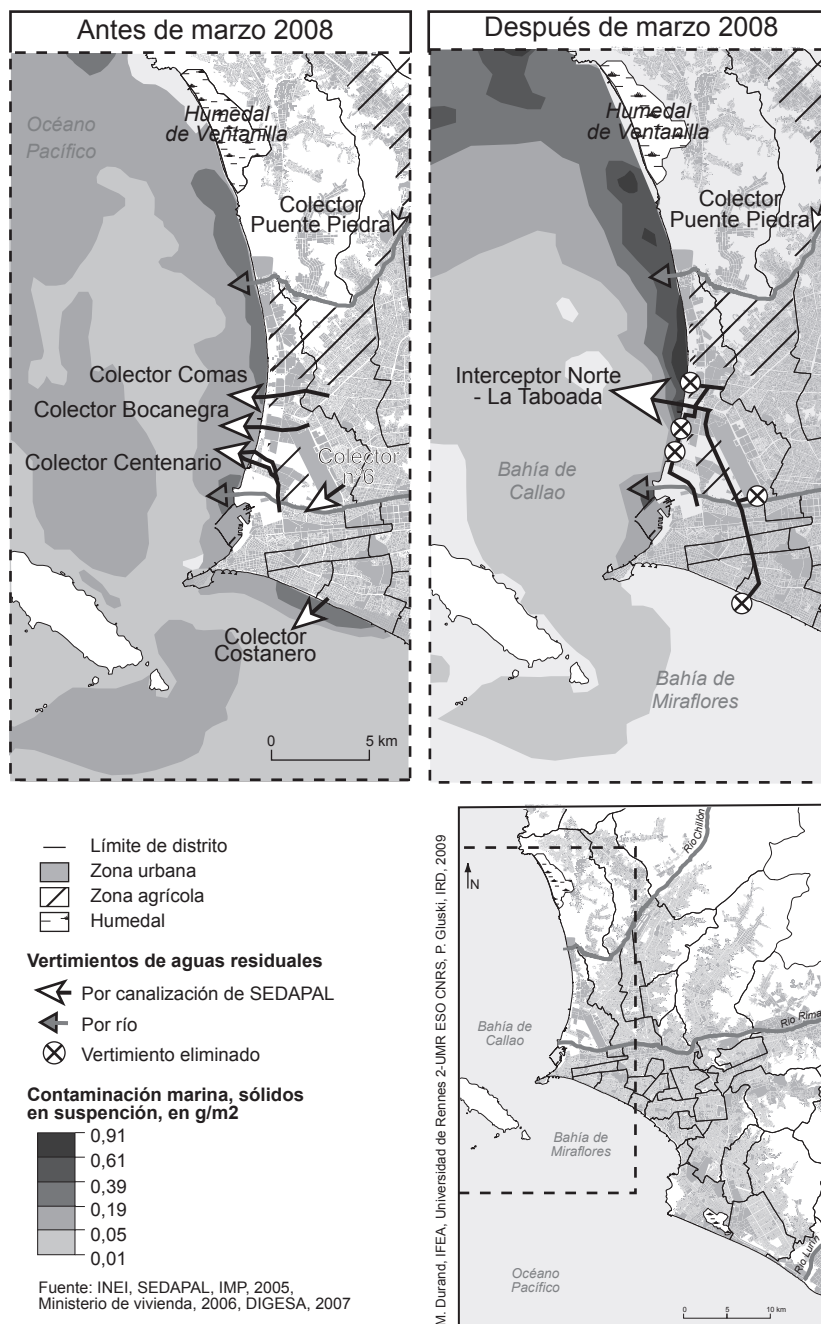 Antes de marzo 2008
Océano
Pacífico
Humedal
de Ventanilla
Colector
Puente Piedra
Colector Comas
Colector Bocanegra
Colector Centenario
Colector
n°6
Colector
Costanero
0 5 km
Después de marzo 2008
Humedal
de Ventanilla
Colector
Puente Piedra
Interceptor Norte
- La Taboada
Bahía de
Callao
Bahía de
Miraflores
Límite de distrito
Zona urbana
Zona agrícola
Humedal
Vertimientos de aguas residuales
Por canalización de SEDAPAL
Por río
Vertimiento eliminado
Contaminación marina, sólidos
en suspención, en g/m2
0,91
0,61
0,39
0,19
0,05
0,01
Fuente: INEI, SEDAPAL, IMP, 2005,
Ministerio de vivienda, 2006, DIGESA, 2007
M. Durand, IFEA, Universidad de Rennes 2-UMR ESO CNRS, P. Gluski, IRD, 2009
N
Río Chillón
Bahía de
Callao
Río Rima
Bahía de
Miraflores
Río Lurín
Océano
Pacífico
0 5 10 km